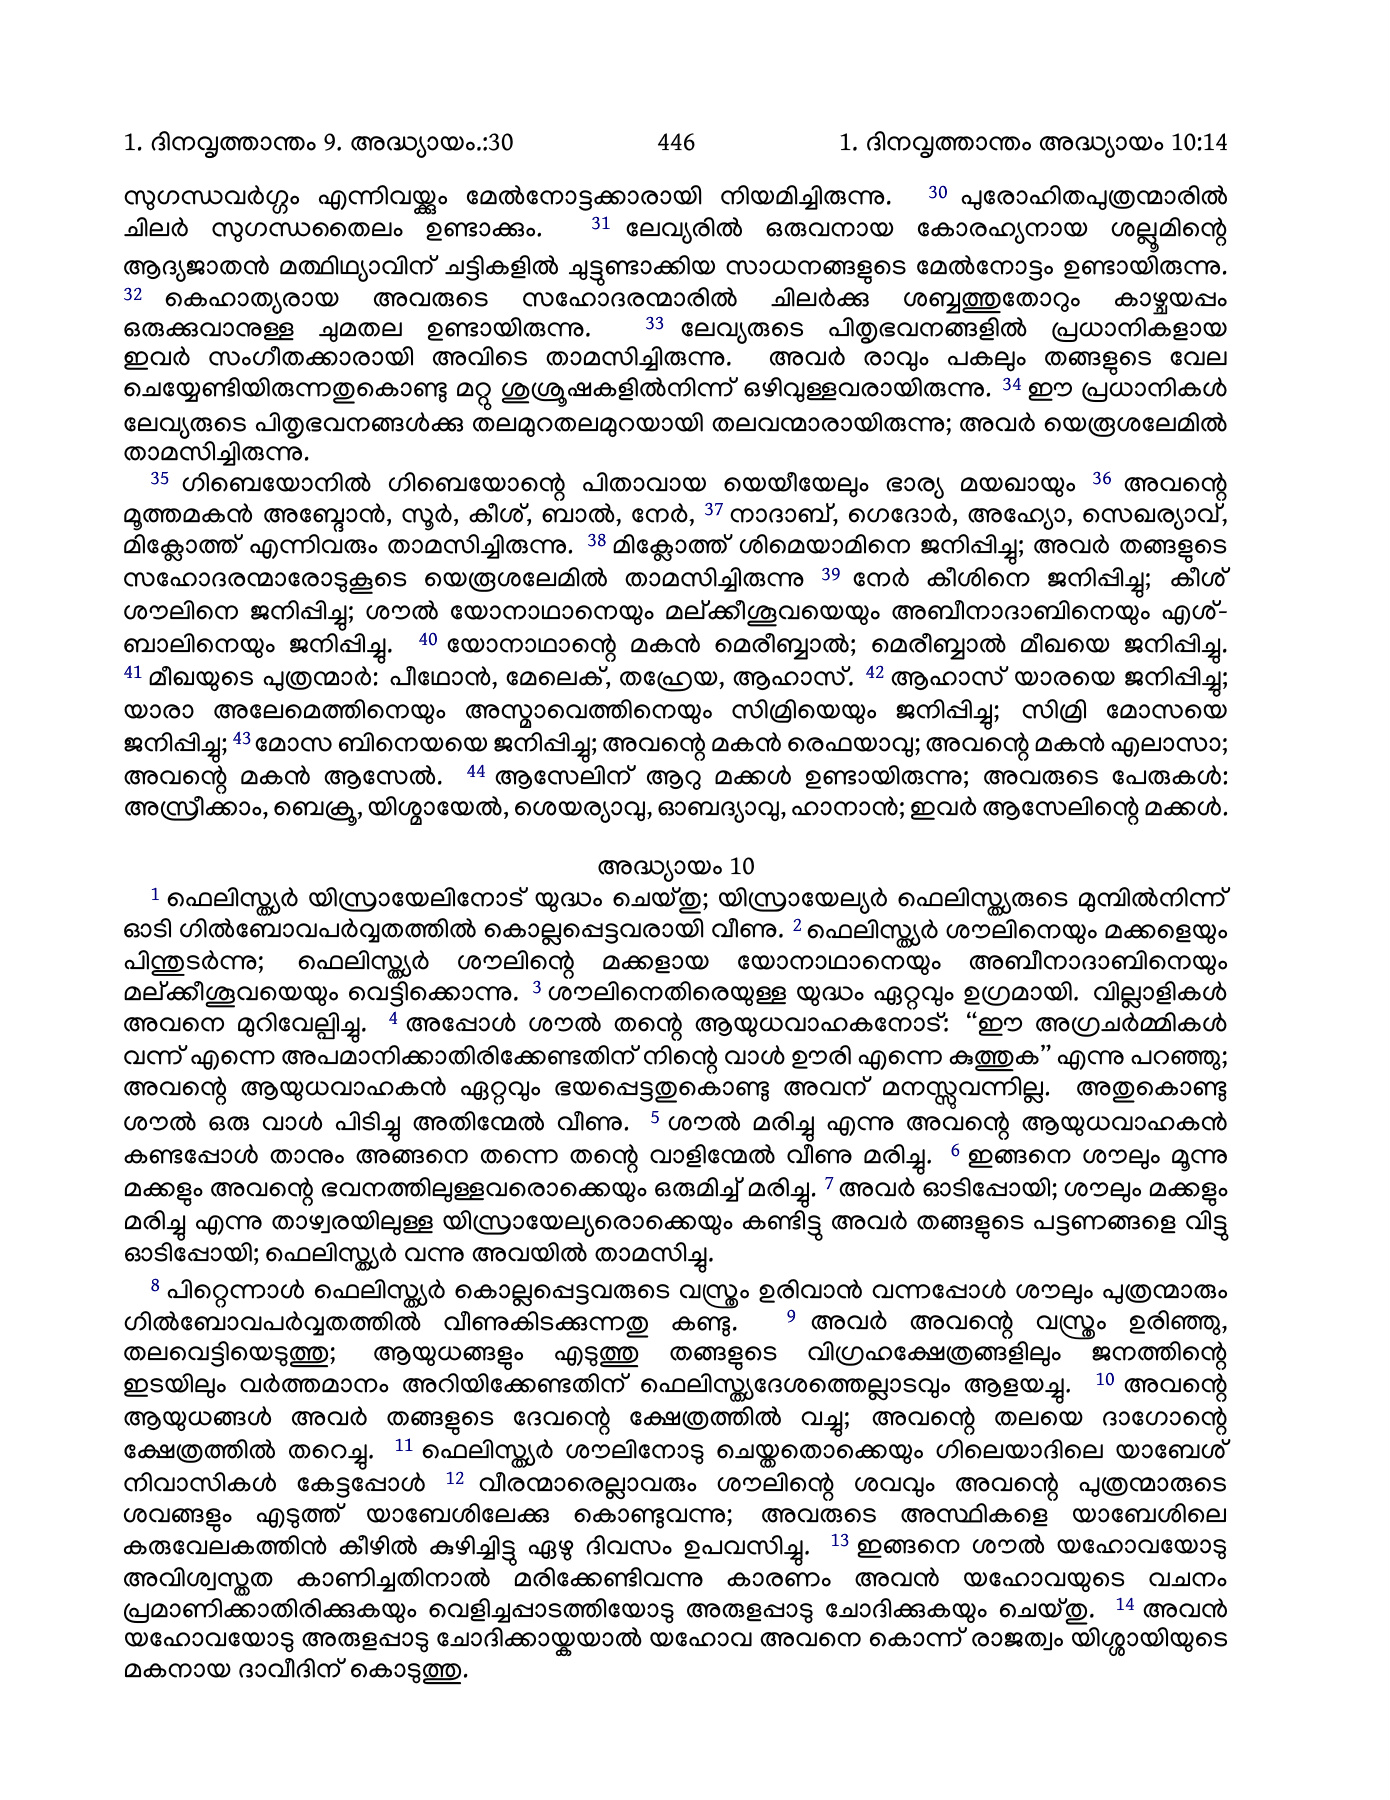 1. ദിനവൃത്താന്തം 9. അദ്ധ്യായം.:30 446 1. ദിനവൃത്താന്തം അദ്ധ്യായം 10:14
സുഗന്ധവർഗ്ഗം എന്നിവയ്ക്കും മേൽനോട്ടക്കാരായി നിയമിച്ചിരുന്നു. 30 പുരോഹിതപുത്രന്മാരിൽ
ചിലർ സുഗന്ധതൈലം ഉണ്ടാക്കും. 31 ലേവ്യരിൽ ഒരുവനായ കോരഹ്യനായ ശല്ലൂമിന്റെ
ആദ്യജാതൻ മത്ഥിഥ്യാവിന് ചട്ടികളിൽ ചുട്ടുണ്ടാക്കിയ സാധനങ്ങളുടെ മേൽനോട്ടം ഉണ്ടായിരുന്നു.
32 കെഹാത്യരായ അവരുടെ സഹോദരന്മാരിൽ ചിലർക്കു ശബ്ബത്തുതോറും കാഴ്ചയപ്പം
ഒരുക്കുവാനുള്ള ചുമതല ഉണ്ടായിരുന്നു. 33 ലേവ്യരുടെ പിതൃഭവനങ്ങളിൽ പ്രധാനികളായ
ഇവർ സംഗീതക്കാരായി അവിടെ താമസിച്ചിരുന്നു. അവർ രാവും പകലും തങ്ങളുടെ വേല
ചെയ്യേണ്ടിയിരുന്നതുകൊണ്ടു മറ്റു ശുശ്രൂഷകളിൽനിന്ന് ഒഴിവുള്ളവരായിരുന്നു. 34 ഈ പ്രധാനികൾ
ലേവ്യരുടെ പിതൃഭവനങ്ങൾക്കു തലമുറതലമുറയായി തലവന്മാരായിരുന്നു; അവർ യെരൂശലേമിൽ
താമസിച്ചിരുന്നു.
35 ഗിബെയോനിൽ ഗിബെയോന്റെ പിതാവായ യെയീയേലും ഭാര്യ മയഖായും 36 അവന്റെ
മൂത്തമകൻ അബ്ദോൻ, സൂർ, കീശ്, ബാൽ, നേർ, 37 നാദാബ്, ഗെദോർ, അഹ്യോ, സെഖര്യാവ്,
മിക്ലോത്ത് എന്നിവരും താമസിച്ചിരുന്നു. 38 മിക്ലോത്ത് ശിമെയാമിനെ ജനിപ്പിച്ചു; അവർ തങ്ങളുടെ
സഹോദരന്മാരോടുകൂടെ യെരൂശലേമിൽ താമസിച്ചിരുന്നു 39 നേർ കീശിനെ ജനിപ്പിച്ചു; കീശ്
ശൗലിനെ ജനിപ്പിച്ചു; ശൗൽ യോനാഥാനെയും മല്ക്കീശൂവയെയും അബീനാദാബിനെയും എശ്-
ബാലിനെയും ജനിപ്പിച്ചു. 40 യോനാഥാന്റെ മകൻ മെരീബ്ബാൽ; മെരീബ്ബാൽ മീഖയെ ജനിപ്പിച്ചു.
41 മീഖയുടെ പുത്രന്മാർ: പീഥോൻ, മേലെക്, തഹ്രേയ, ആഹാസ്. 42 ആഹാസ് യാരയെ ജനിപ്പിച്ചു;
യാരാ അലേമെത്തിനെയും അസ്മാവെത്തിനെയും സിമ്രിയെയും ജനിപ്പിച്ചു; സിമ്രി മോസയെ
ജനിപ്പിച്ചു; 43 മോസ ബിനെയയെ ജനിപ്പിച്ചു; അവന്റെ മകൻ രെഫയാവു; അവന്റെ മകൻ എലാസാ;
അവന്റെ മകൻ ആസേൽ. 44 ആസേലിന് ആറു മക്കൾ ഉണ്ടായിരുന്നു; അവരുടെ പേരുകൾ:
അസ്രീക്കാം, ബെക്രൂ, യിശ്മായേൽ, ശെയര്യാവു, ഓബദ്യാവു, ഹാനാൻ; ഇവർ ആസേലിന്റെ മക്കൾ.
അദ്ധ്യായം 10
1 ഫെലിസ്ത്യർ യിസ്രായേലിനോട് യുദ്ധം ചെയ്തു; യിസ്രായേല്യർ ഫെലിസ്ത്യരുടെ മുമ്പിൽനിന്ന്
ഓടി ഗിൽബോവപർവ്വതത്തിൽ കൊല്ലപ്പെട്ടവരായി വീണു. 2 ഫെലിസ്ത്യർ ശൗലിനെയും മക്കളെയും
പിന്തുടർന്നു; ഫെലിസ്ത്യർ ശൗലിന്റെ മക്കളായ യോനാഥാനെയും അബീനാദാബിനെയും
മല്ക്കീശൂവയെയും വെട്ടിക്കൊന്നു. 3 ശൗലിനെതിരെയുള്ള യുദ്ധം ഏറ്റവും ഉഗ്രമായി. വില്ലാളികൾ
അവനെ മുറിവേല്പിച്ചു. 4 അപ്പോൾ ശൗൽ തന്റെ ആയുധവാഹകനോട്: “ഈ അഗ്രചർമ്മികൾ
വന്ന് എന്നെ അപമാനിക്കാതിരിക്കേണ്ടതിന് നിന്റെ വാൾ ഊരി എന്നെ കുത്തുക” എന്നു പറഞ്ഞു;
അവന്റെ ആയുധവാഹകൻ ഏറ്റവും ഭയപ്പെട്ടതുകൊണ്ടു അവന് മനസ്സുവന്നില്ല. അതുകൊണ്ടു
ശൗൽ ഒരു വാൾ പിടിച്ചു അതിന്മേൽ വീണു. 5 ശൗൽ മരിച്ചു എന്നു അവന്റെ ആയുധവാഹകൻ
കണ്ടപ്പോൾ താനും അങ്ങനെ തന്നെ തന്റെ വാളിന്മേൽ വീണു മരിച്ചു. 6 ഇങ്ങനെ ശൗലും മൂന്നു
മക്കളും അവന്റെ ഭവനത്തിലുള്ളവരൊക്കെയും ഒരുമിച്ച് മരിച്ചു. 7 അവർ ഓടിപ്പോയി; ശൗലും മക്കളും
മരിച്ചു എന്നു താഴ്വരയിലുള്ള യിസ്രായേല്യരൊക്കെയും കണ്ടിട്ടു അവർ തങ്ങളുടെ പട്ടണങ്ങളെ വിട്ടു
ഓടിപ്പോയി; ഫെലിസ്ത്യർ വന്നു അവയിൽ താമസിച്ചു.
8 പിറ്റെന്നാൾ ഫെലിസ്ത്യർ കൊല്ലപ്പെട്ടവരുടെ വസ്ത്രം ഉരിവാൻ വന്നപ്പോൾ ശൗലും പുത്രന്മാരും
ഗിൽബോവപർവ്വതത്തിൽ വീണുകിടക്കുന്നതു കണ്ടു. 9 അവർ അവന്റെ വസ്ത്രം ഉരിഞ്ഞു,
തലവെട്ടിയെടുത്തു; ആയുധങ്ങളും എടുത്തു തങ്ങളുടെ വിഗ്രഹക്ഷേത്രങ്ങളിലും ജനത്തിന്റെ
ഇടയിലും വർത്തമാനം അറിയിക്കേണ്ടതിന് ഫെലിസ്ത്യദേശത്തെല്ലാടവും ആളയച്ചു. 10 അവന്റെ
ആയുധങ്ങൾ അവർ തങ്ങളുടെ ദേവന്റെ ക്ഷേത്രത്തിൽ വച്ചു; അവന്റെ തലയെ ദാഗോന്റെ
ക്ഷേത്രത്തിൽ തറെച്ചു. 11 ഫെലിസ്ത്യർ ശൗലിനോടു ചെയ്തതൊക്കെയും ഗിലെയാദിലെ യാബേശ്
നിവാസികൾ കേട്ടപ്പോൾ 12 വീരന്മാരെല്ലാവരും ശൗലിന്റെ ശവവും അവന്റെ പുത്രന്മാരുടെ
ശവങ്ങളും എടുത്ത് യാബേശിലേക്കു കൊണ്ടുവന്നു; അവരുടെ അസ്ഥികളെ യാബേശിലെ
കരുവേലകത്തിൻ കീഴിൽ കുഴിച്ചിട്ടു ഏഴു ദിവസം ഉപവസിച്ചു. 13 ഇങ്ങനെ ശൗൽ യഹോവയോടു
അവിശ്വസ്തത കാണിച്ചതിനാൽ മരിക്കേണ്ടിവന്നു കാരണം അവൻ യഹോവയുടെ വചനം
പ്രമാണിക്കാതിരിക്കുകയും വെളിച്ചപ്പാടത്തിയോടു അരുളപ്പാടു ചോദിക്കുകയും ചെയ്തു. 14 അവൻ
യഹോവയോടു അരുളപ്പാടു ചോദിക്കായ്കയാൽ യഹോവ അവനെ കൊന്ന് രാജത്വം യിശ്ശായിയുടെ
മകനായ ദാവീദിന് കൊടുത്തു.